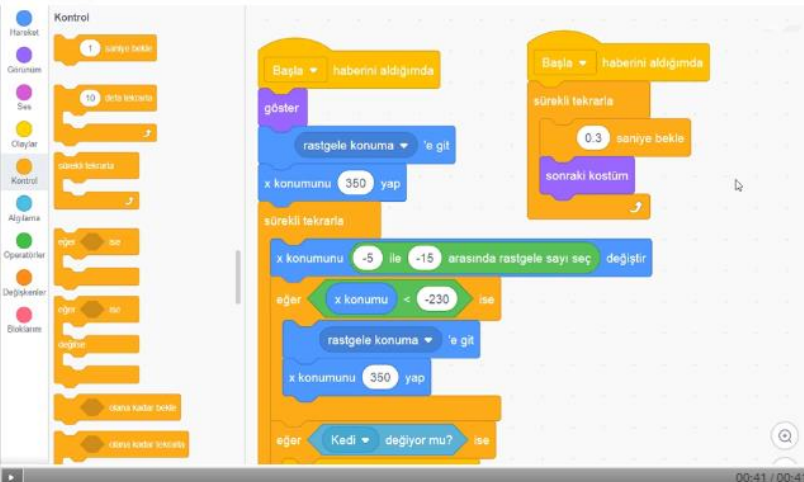 Kontrol
Hareket
Görünüm
Ses
Olaylar
Kontrol
Algılama
Operatörler
Değişkenler
Bloklarım
1 saniye bekle
10 defa tekrarla
sürekli tekrarla
eğer ise
eğer ise
değilse
olana kadar bekle
olana kadar tekrarla
Başla haberini aldığımda
göster
rastgele konuma 'e git
x konumunu 350 yap
sürekli tekrarla
x konumunu -5 ile -15 arasında rastgele sayı seç değiştir
eğer x konumu < -230 ise
rastgele konuma 'e git
x konumunu 350 yap
eğer Kedi değiyor mu? ise
Başla haberini aldığımda
sürekli tekrarla
0.3 saniye bekle
sonraki kostüm